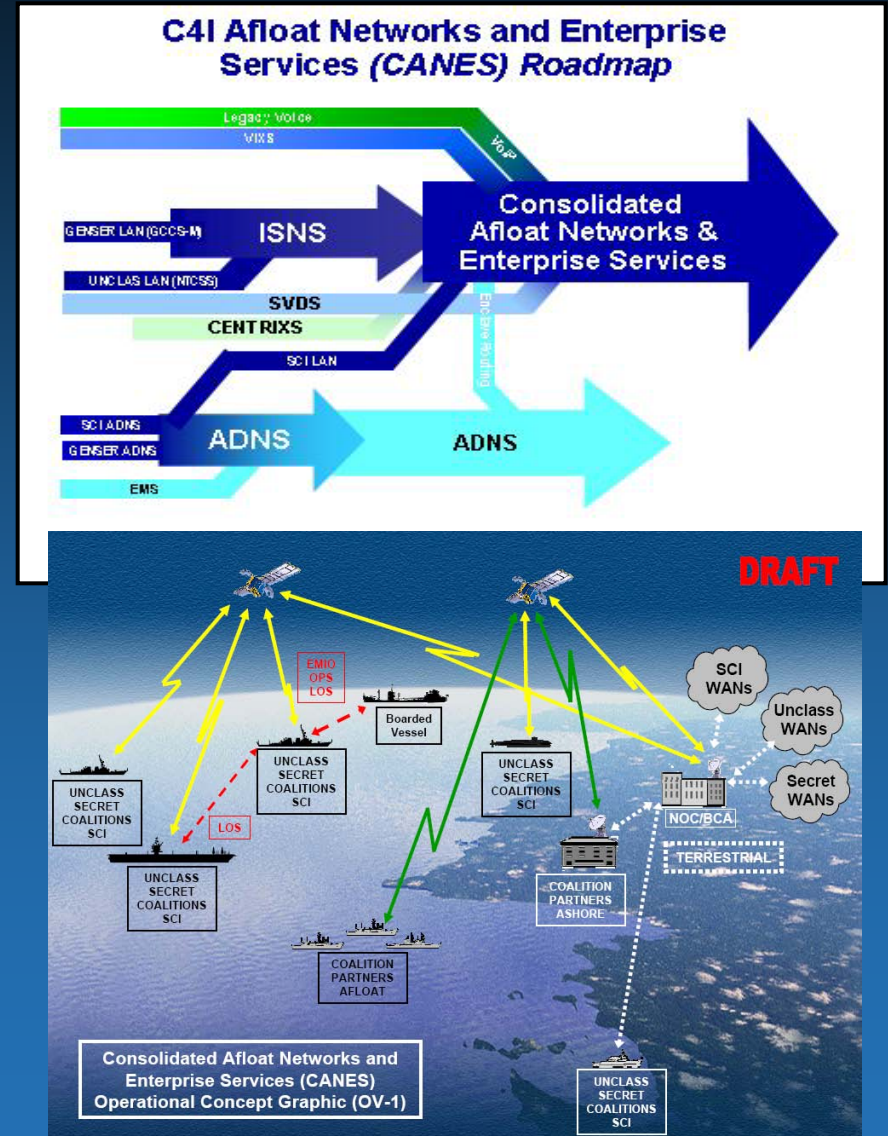 C4I Afloat Networks and Enterprise
Services (CANES) Roadmap
Legacy Voice
VIXS
VoIP
GENSER LAN (GCCS-M)
ISNS
Consolidated
Afloat Networks &
Enterprise Services
UNCLAS LAN (NTCSS)
SVDS
CENTRIXS
SCI LAN
Enclave Routing
SCI ADNS
GENSER ADNS
ADNS
ADNS
EMS
DRAFT
EMIO
OPS
LOS
Boarded
Vessel
SCI
WANs
Unclass
WANs
Secret
WANs
UNCLASS
SECRET
COALITIONS
SCI
UNCLASS
SECRET
COALITIONS
SCI
UNCLASS
SECRET
COALITIONS
SCI
NOC/BCA
LOS
TERRESTRIAL
UNCLASS
SECRET
COALITIONS
SCI
COALITION
PARTNERS
ASHORE
COALITION
PARTNERS
AFLOAT
Consolidated Afloat Networks and
Enterprise Services (CANES)
Operational Concept Graphic (OV-1)
UNCLASS
SECRET
COALITIONS
SCI